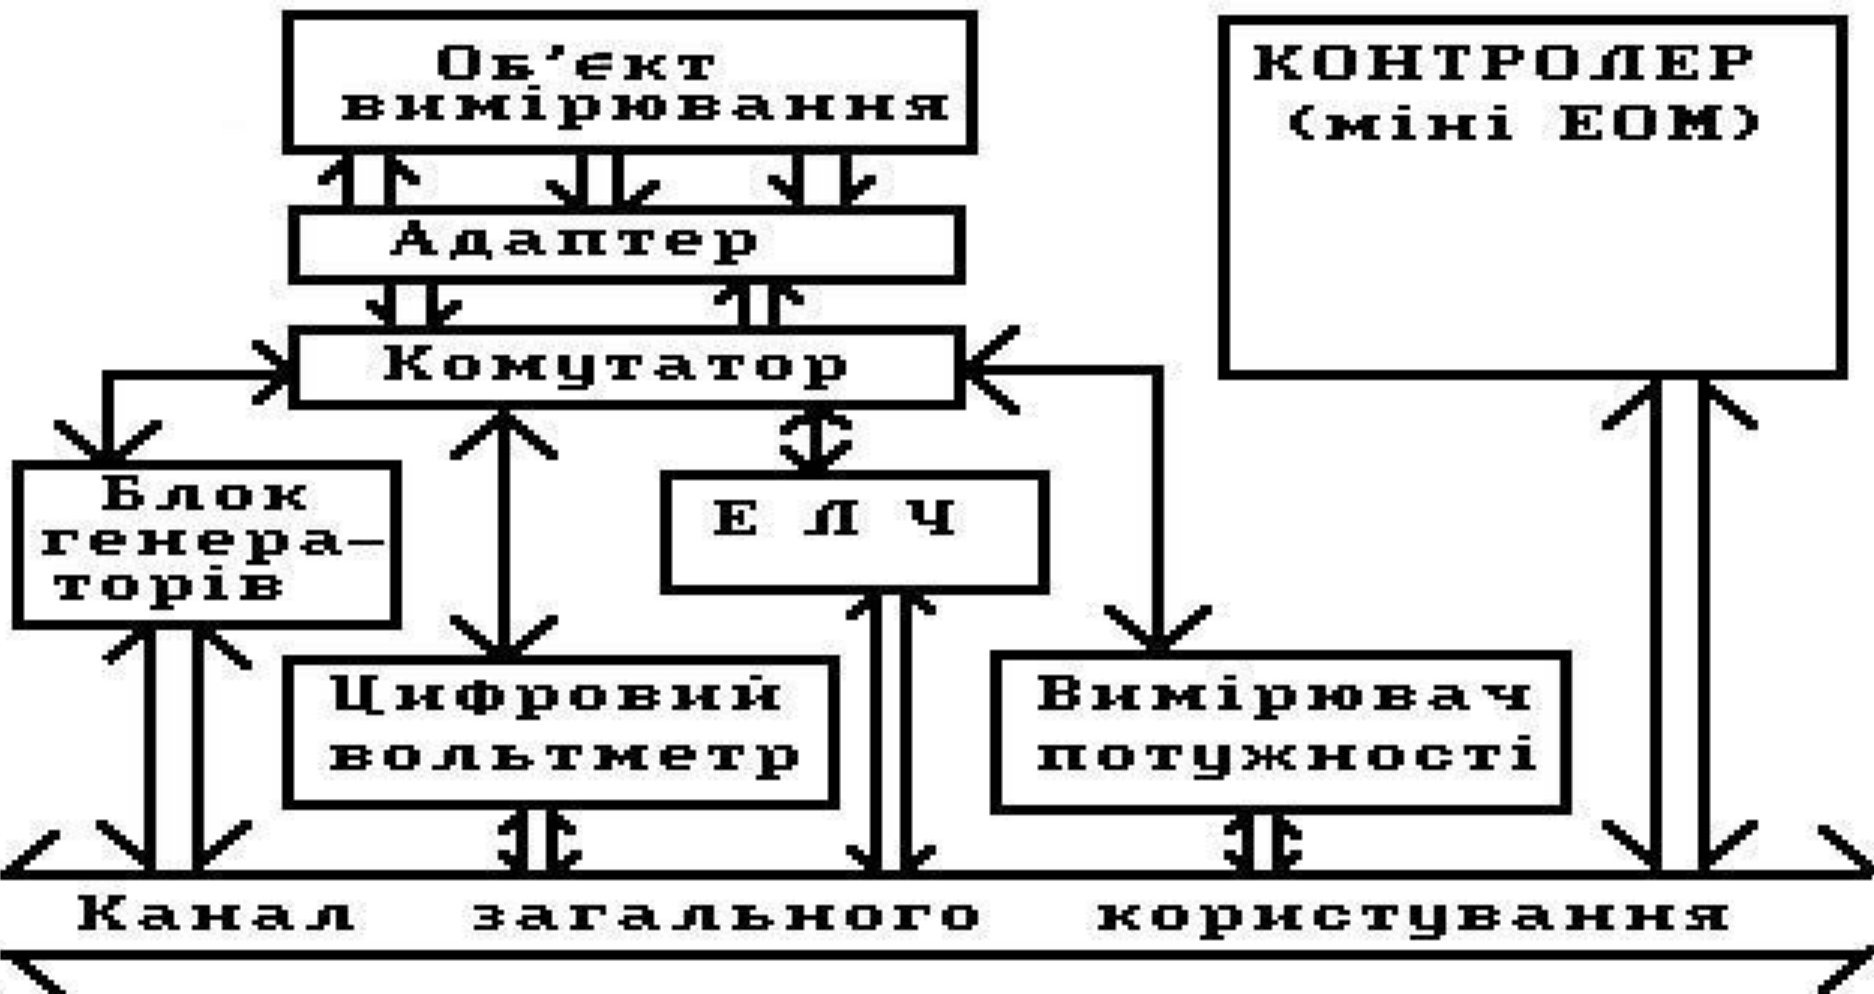 Об'єкт
вимірювання
КОНТРОЛЕР
(міні ЕОМ)
Адаптер
Комутатор
Блок
генера-
торів
Е Л Ч
Цифровий
вольтметр
Вимірювач
потужності
Канал загального користування